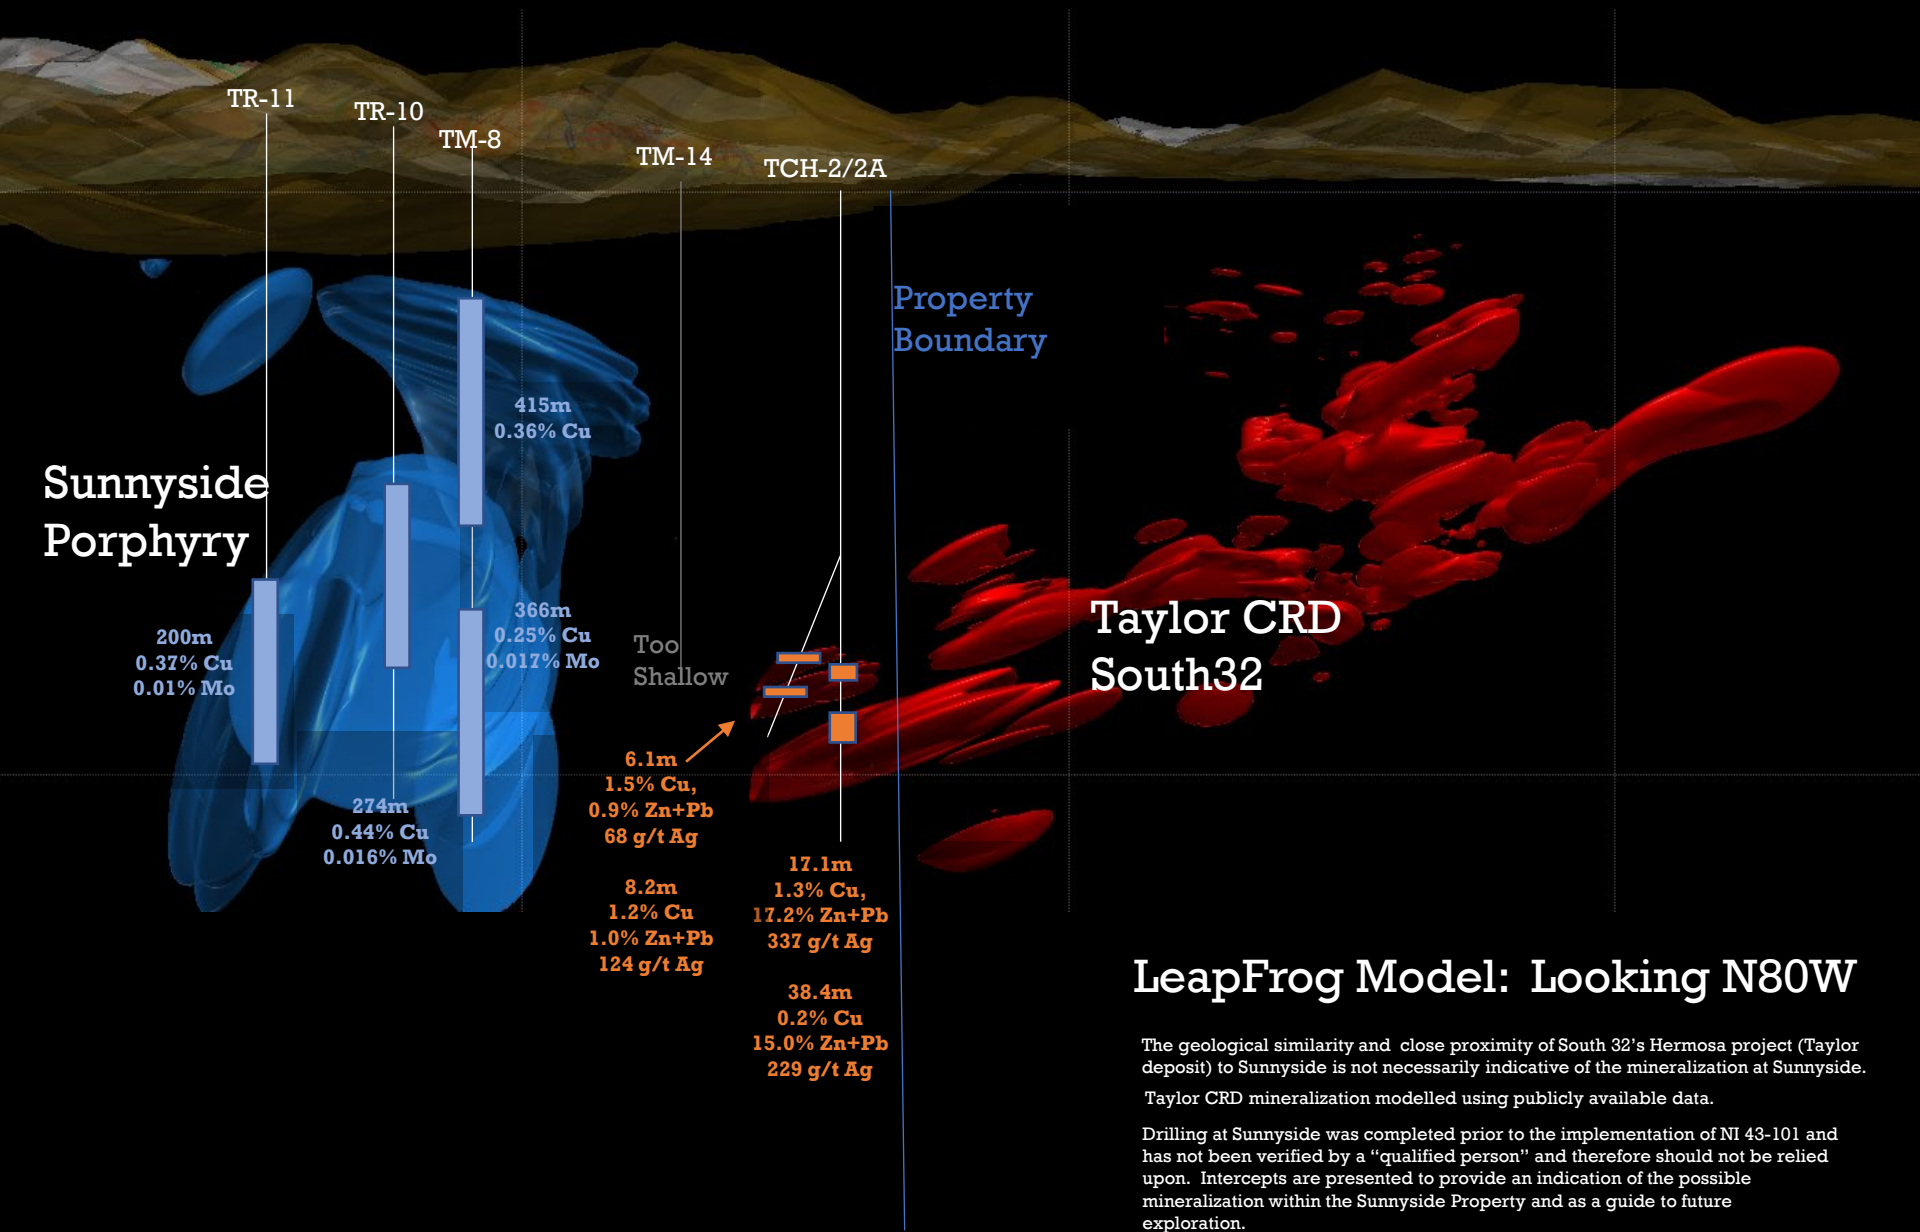 TR-11
TR-10
TM-8
TM-14
TCH-2/2A
Property
Boundary
415m
0.36% Cu
Sunnyside
Porphyry
366m
0.25% Cu
0.017% Mo
200m
0.37% Cu
0.01% Mo
Too
Shallow
Taylor CRD
South32
274m
0.44% Cu
0.016% Mo
6.1m
1.5% Cu,
0.9% Zn+Pb
68 g/t Ag
8.2m
1.2% Cu
1.0% Zn+Pb
124 g/t Ag
17.1m
1.3% Cu,
17.2% Zn+Pb
337 g/t Ag
38.4m
0.2% Cu
15.0% Zn+Pb
229 g/t Ag
LeapFrog Model:  Looking N80W
The geological similarity and  close proximity of South 32's Hermosa project (Taylor
deposit) to Sunnyside is not necessarily indicative of the mineralization at Sunnyside.
Taylor CRD mineralization modelled using publicly available data.
Drilling at Sunnyside was completed prior to the implementation of NI 43-101 and
has not been verified by a “qualified person” and therefore should not be relied
upon.  Intercepts are presented to provide an indication of the possible
mineralization within the Sunnyside Property and as a guide to future
exploration.